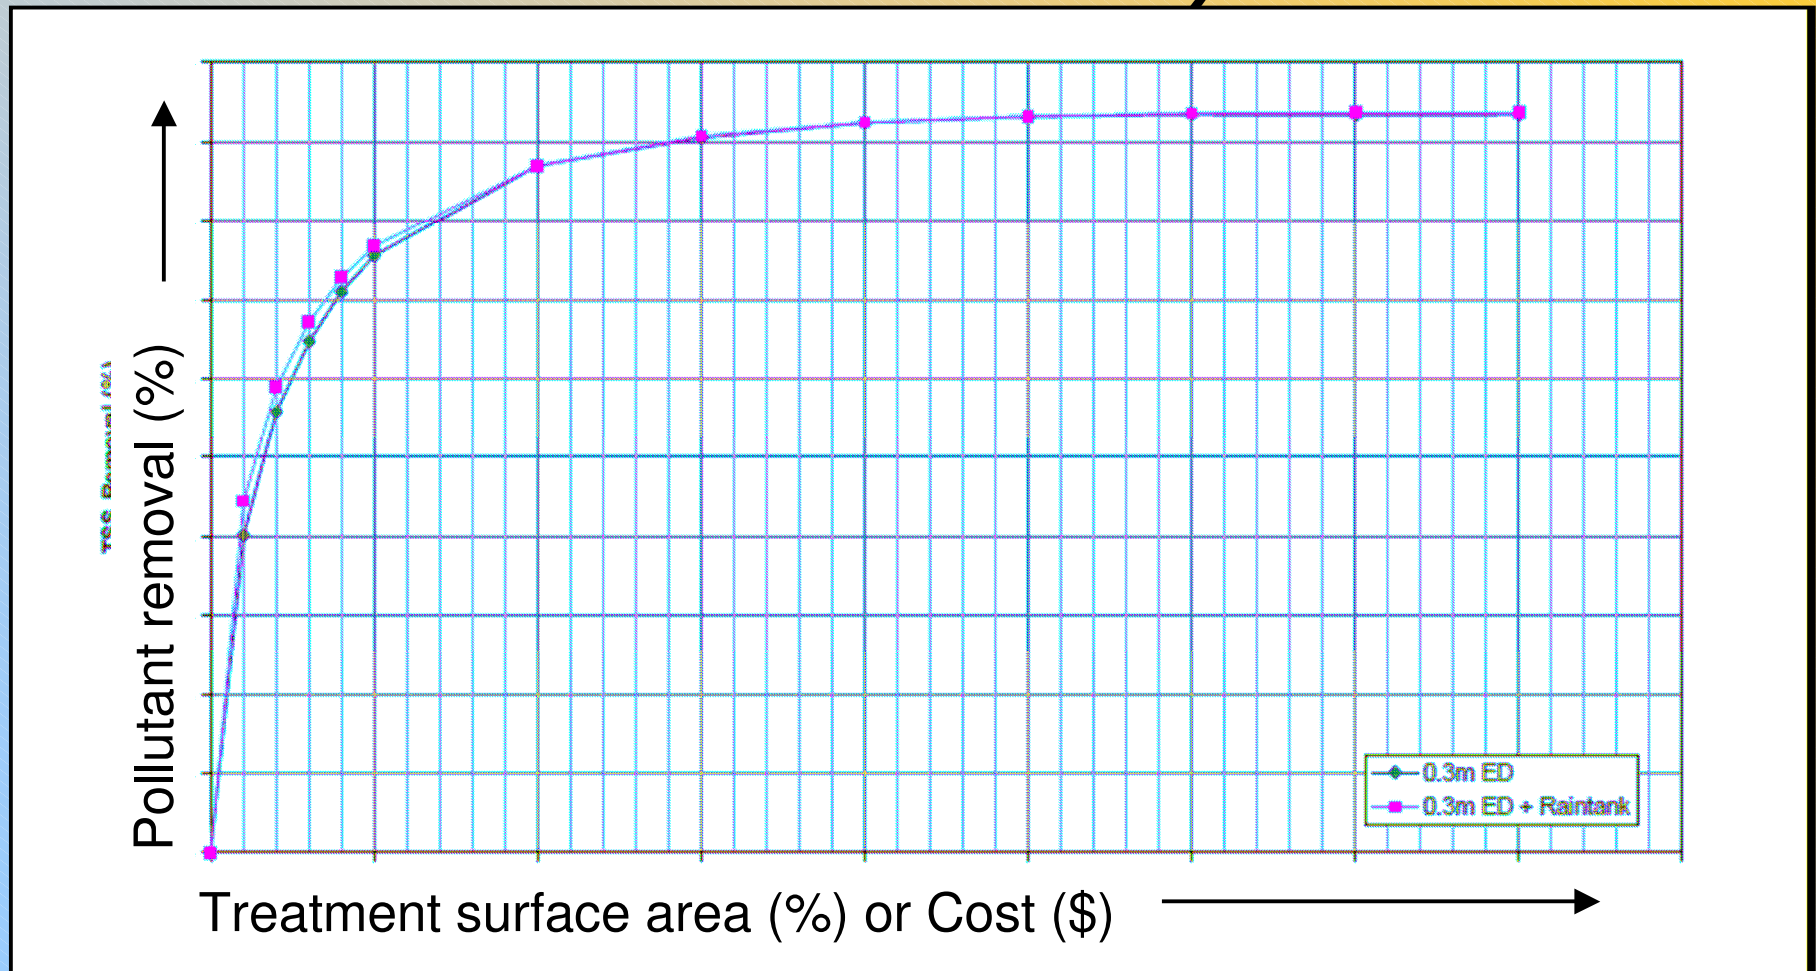 Pollutant removal (%)
0.3m ED
0.3m ED + Raintank
Treatment surface area (%) or Cost ($)